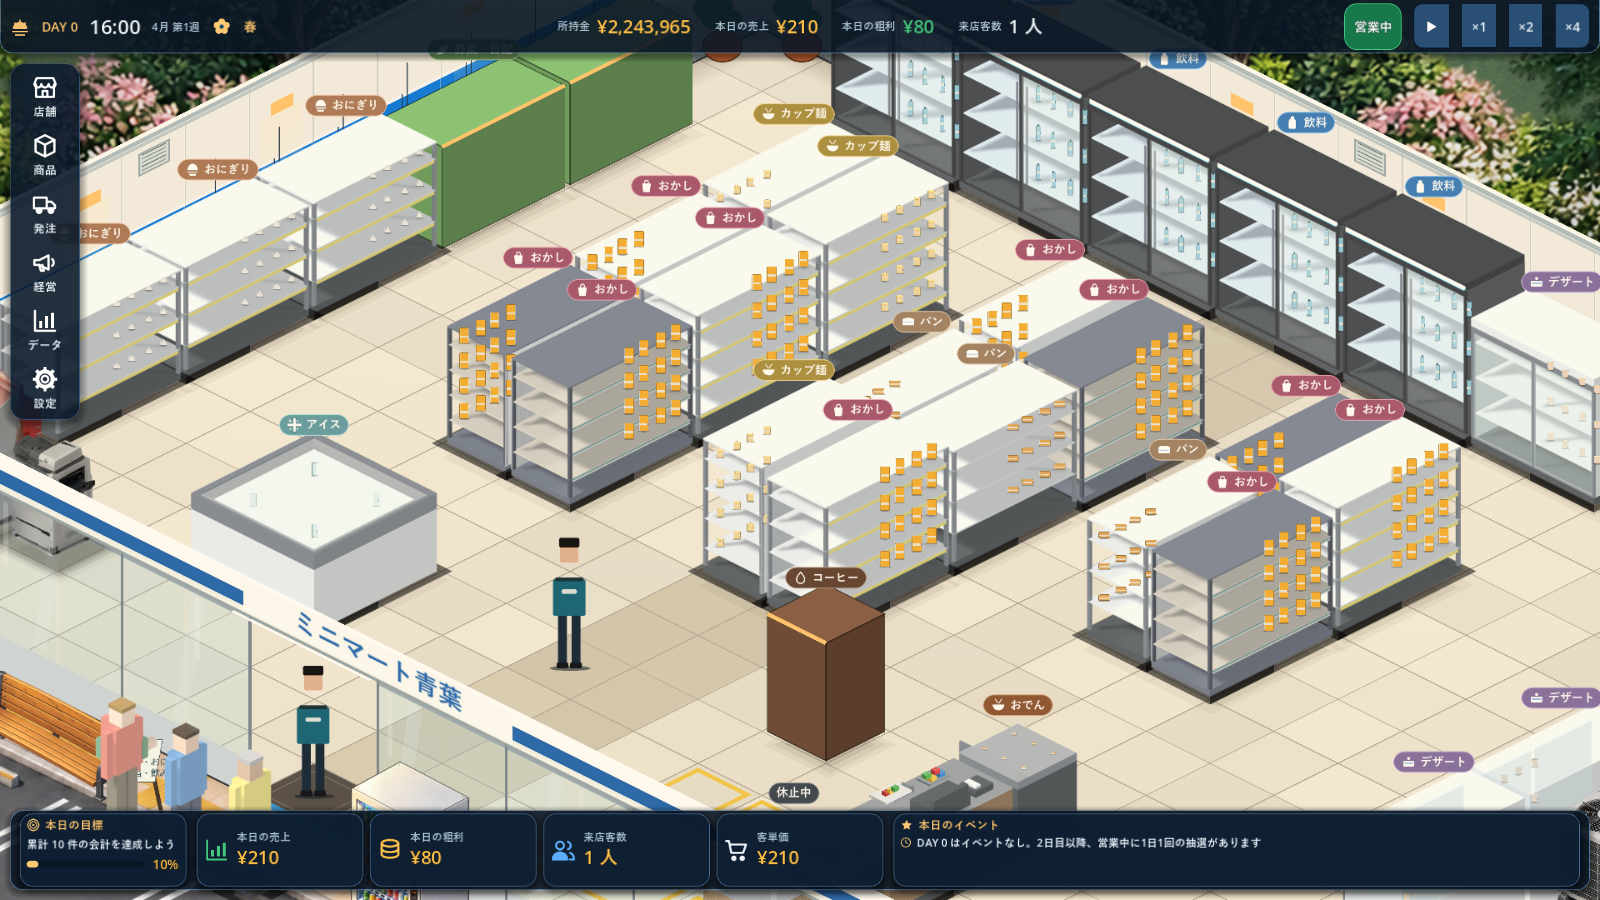 DAY 0 16:00 4月 第1週 春
所持金 ¥2,243,965 本日の売上 ¥210 本日の粗利 ¥80 来店客数 1 人
営業中 ×1 ×2 ×4
店舗
商品
発注
経営
データ
設定
飲料
おにぎり
カップ麺
飲料
カップ麺
おにぎり
おかし
飲料
おかし
おにぎり
おかし
おかし
デザート
おかし
おかし
パン
パン
カップ麺
おかし
おかし
おかし
アイス
パン
おかし
コーヒー
ミニマート青葉
デザート
おでん
デザート
休止中
本日の目標
累計 10 件の会計を達成しよう
10%
本日の売上
¥210
本日の粗利
¥80
来店客数
1 人
客単価
¥210
本日のイベント
DAY 0 はイベントなし。2日目以降、営業中に1日1回の抽選があります